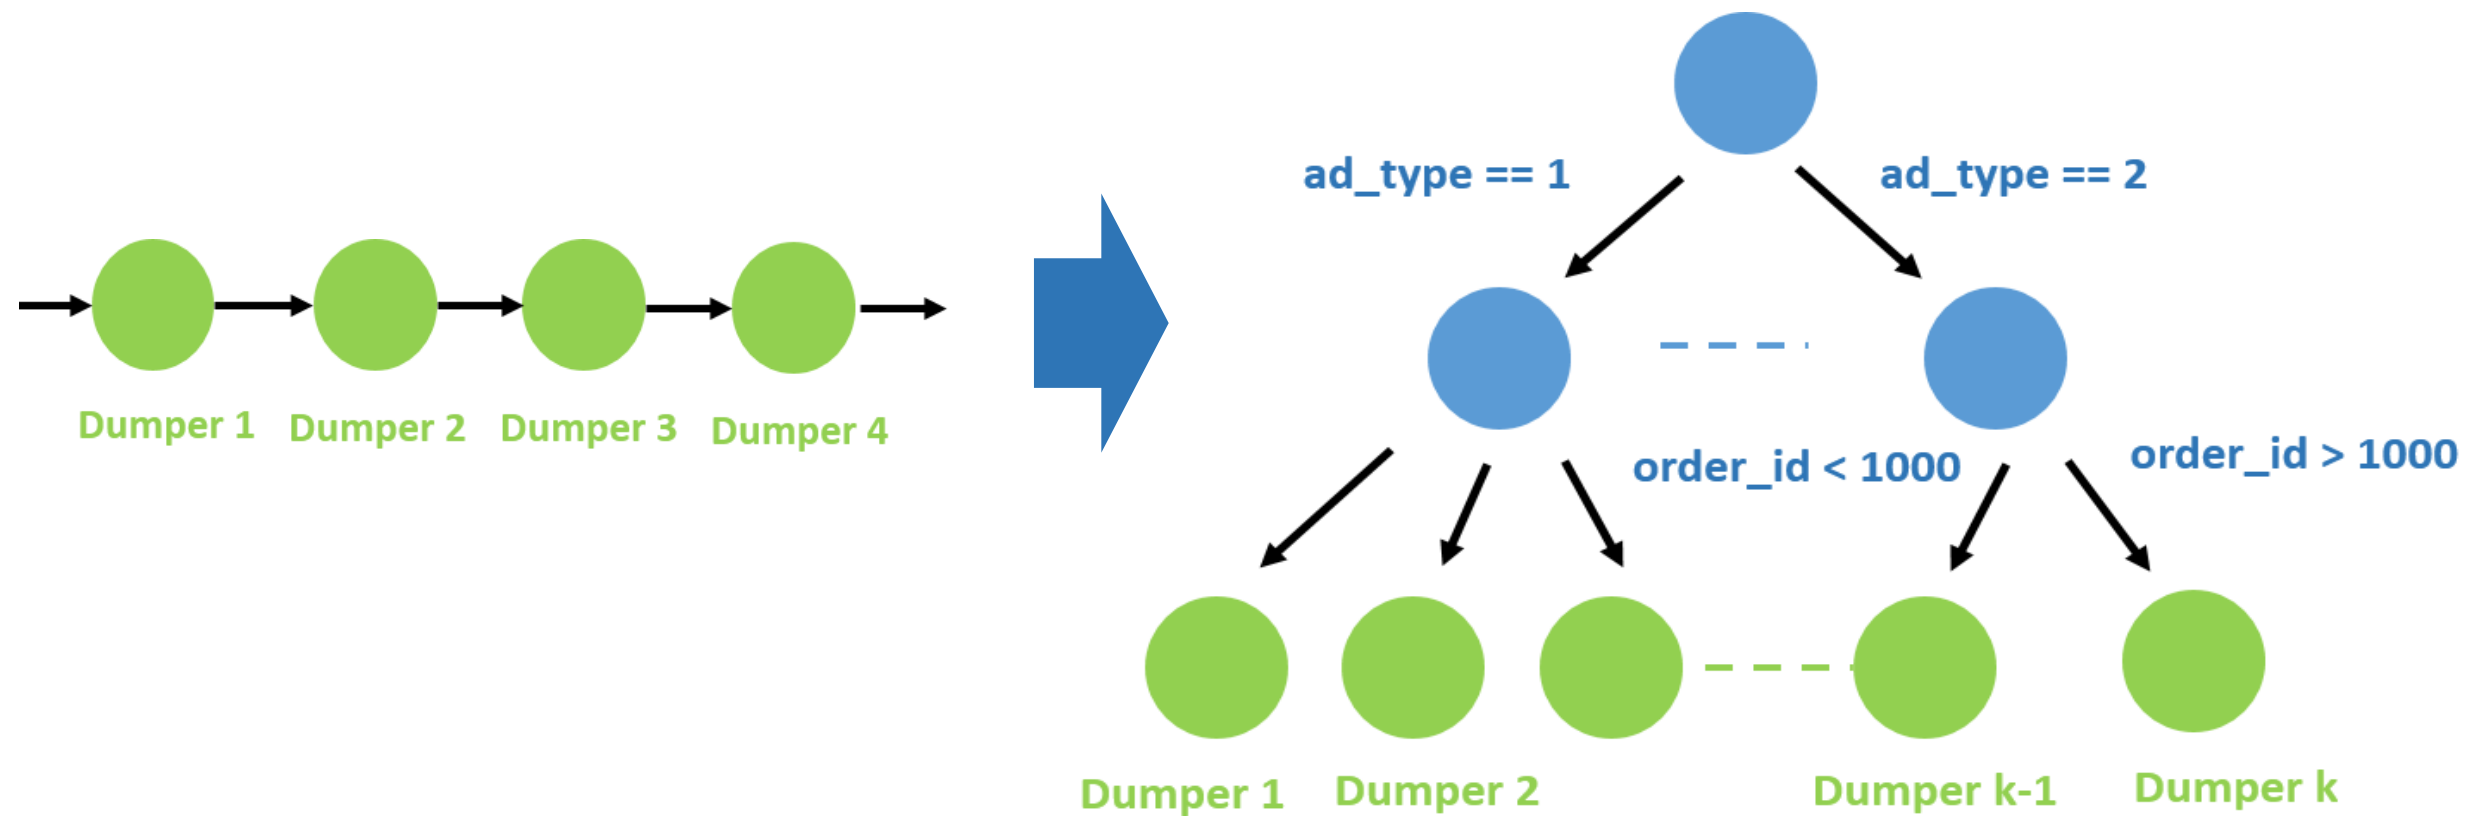 Dumper 1
Dumper 2
Dumper 3
Dumper 4
ad_type == 1
ad_type == 2
order_id < 1000
order_id > 1000
Dumper 1
Dumper 2
Dumper k-1
Dumper k